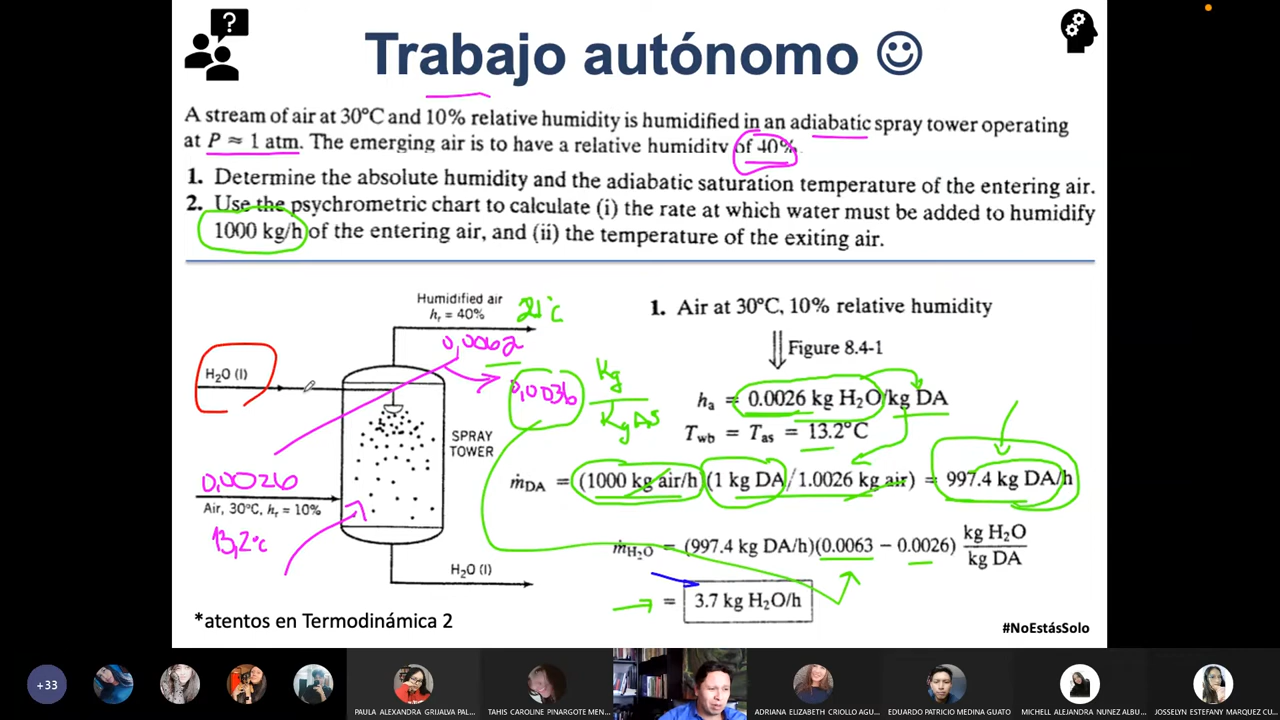 Trabajo autónomo
A stream of air at 30°C and 10% relative humidity is humidified in an adiabatic spray tower operating
at P ≈ 1 atm. The emerging air is to have a relative humidity of 40%.
1. Determine the absolute humidity and the adiabatic saturation temperature of the entering air.
2. Use the psychrometric chart to calculate (i) the rate at which water must be added to humidify
1000 kg/h of the entering air, and (ii) the temperature of the exiting air.
Humidified air
hr = 40%
21°C
0,0062
H2O (l)
0,0036
Kg
KgAS
SPRAY
TOWER
0,0026
Air, 30°C, hr = 10%
13,2°C
H2O (l)
*atentos en Termodinámica 2
1. Air at 30°C, 10% relative humidity
Figure 8.4-1
ha = 0.0026 kg H2O/kg DA
Twb = Tas = 13.2°C
ṁDA = (1000 kg air/h)(1 kg DA/1.0026 kg air) = 997.4 kg DA/h
ṁH2O = (997.4 kg DA/h)(0.0063 − 0.0026) kg H2O
kg DA
= 3.7 kg H2O/h
#NoEstásSolo
+33
PAULA ALEXANDRA GRIJALVA PAL...
TAHIS CAROLINE PINARGOTE MEN...
ADRIANA ELIZABETH CRIOLLO AGU...
EDUARDO PATRICIO MEDINA GUATO
MICHELL ALEJANDRA NUNEZ ALBU...
JOSSELYN ESTEFANY MARQUEZ CU...